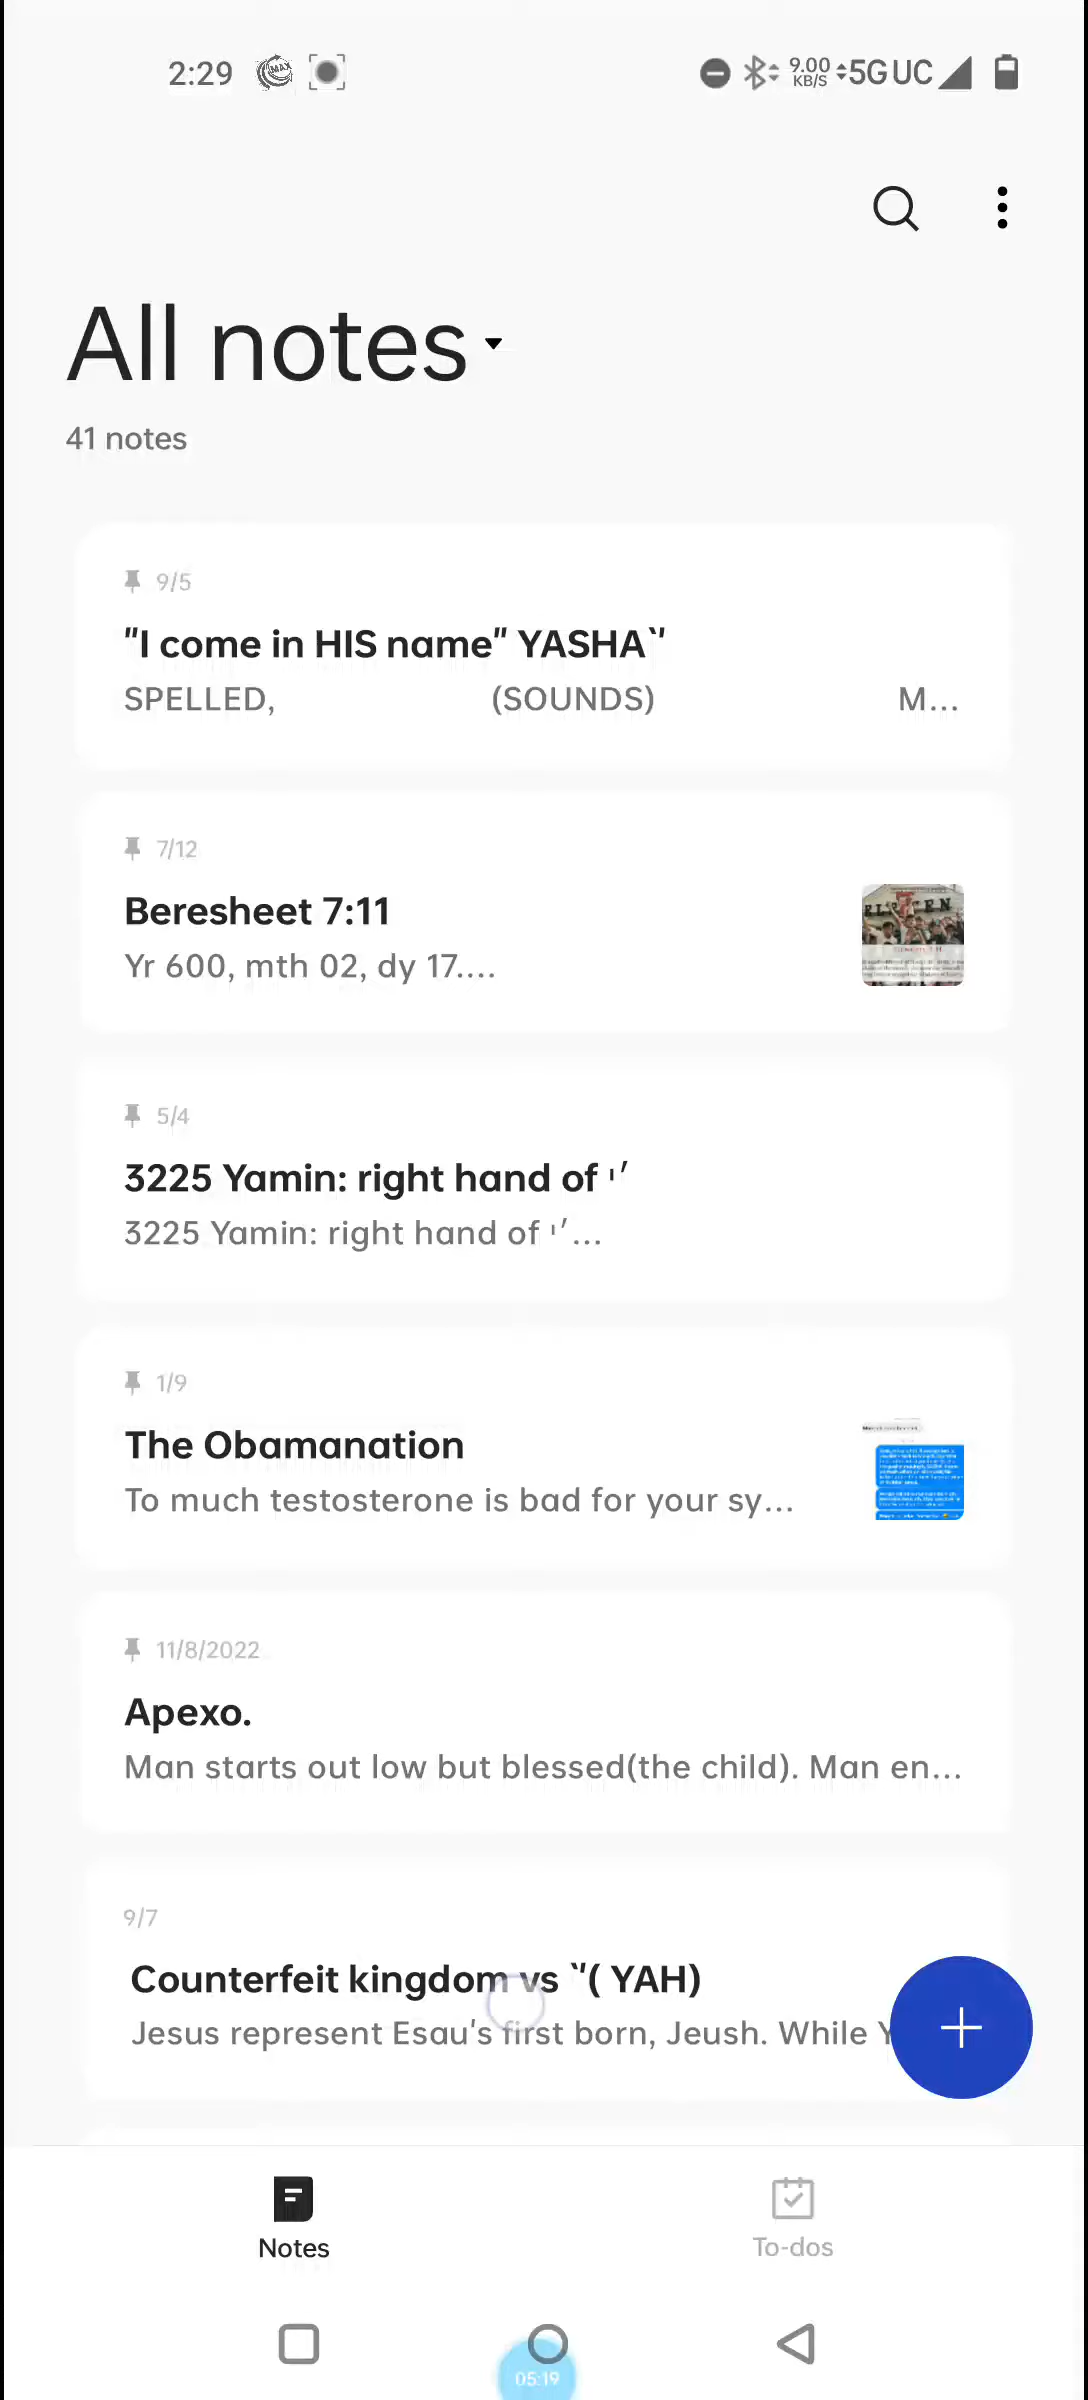 2:29
9.00 KB/S 5G UC
All notes
41 notes
9/5
"I come in HIS name" YASHA`'
SPELLED, (SOUNDS) M...
7/12
Beresheet 7:11
Yr 600, mth 02, dy 17....
5/4
3225 Yamin: right hand of י′
3225 Yamin: right hand of י′...
1/9
The Obamanation
To much testosterone is bad for your sy...
11/8/2022
Apexo.
Man starts out low but blessed(the child). Man en...
9/7
Counterfeit kingdom vs `'( YAH)
Jesus represent Esau's first born, Jeush. While
Notes
To-dos
05:19